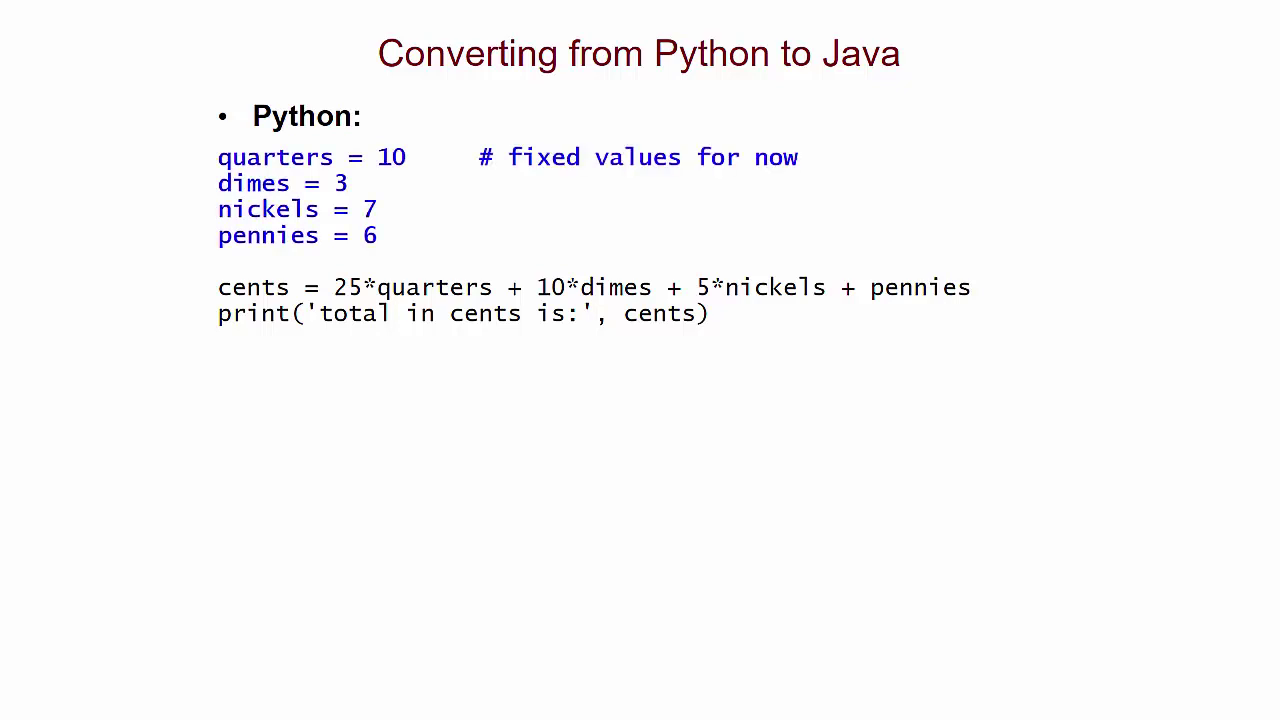 Converting from Python to Java
• Python:
quarters = 10     # fixed values for now
dimes = 3
nickels = 7
pennies = 6
cents = 25*quarters + 10*dimes + 5*nickels + pennies
print('total in cents is:', cents)